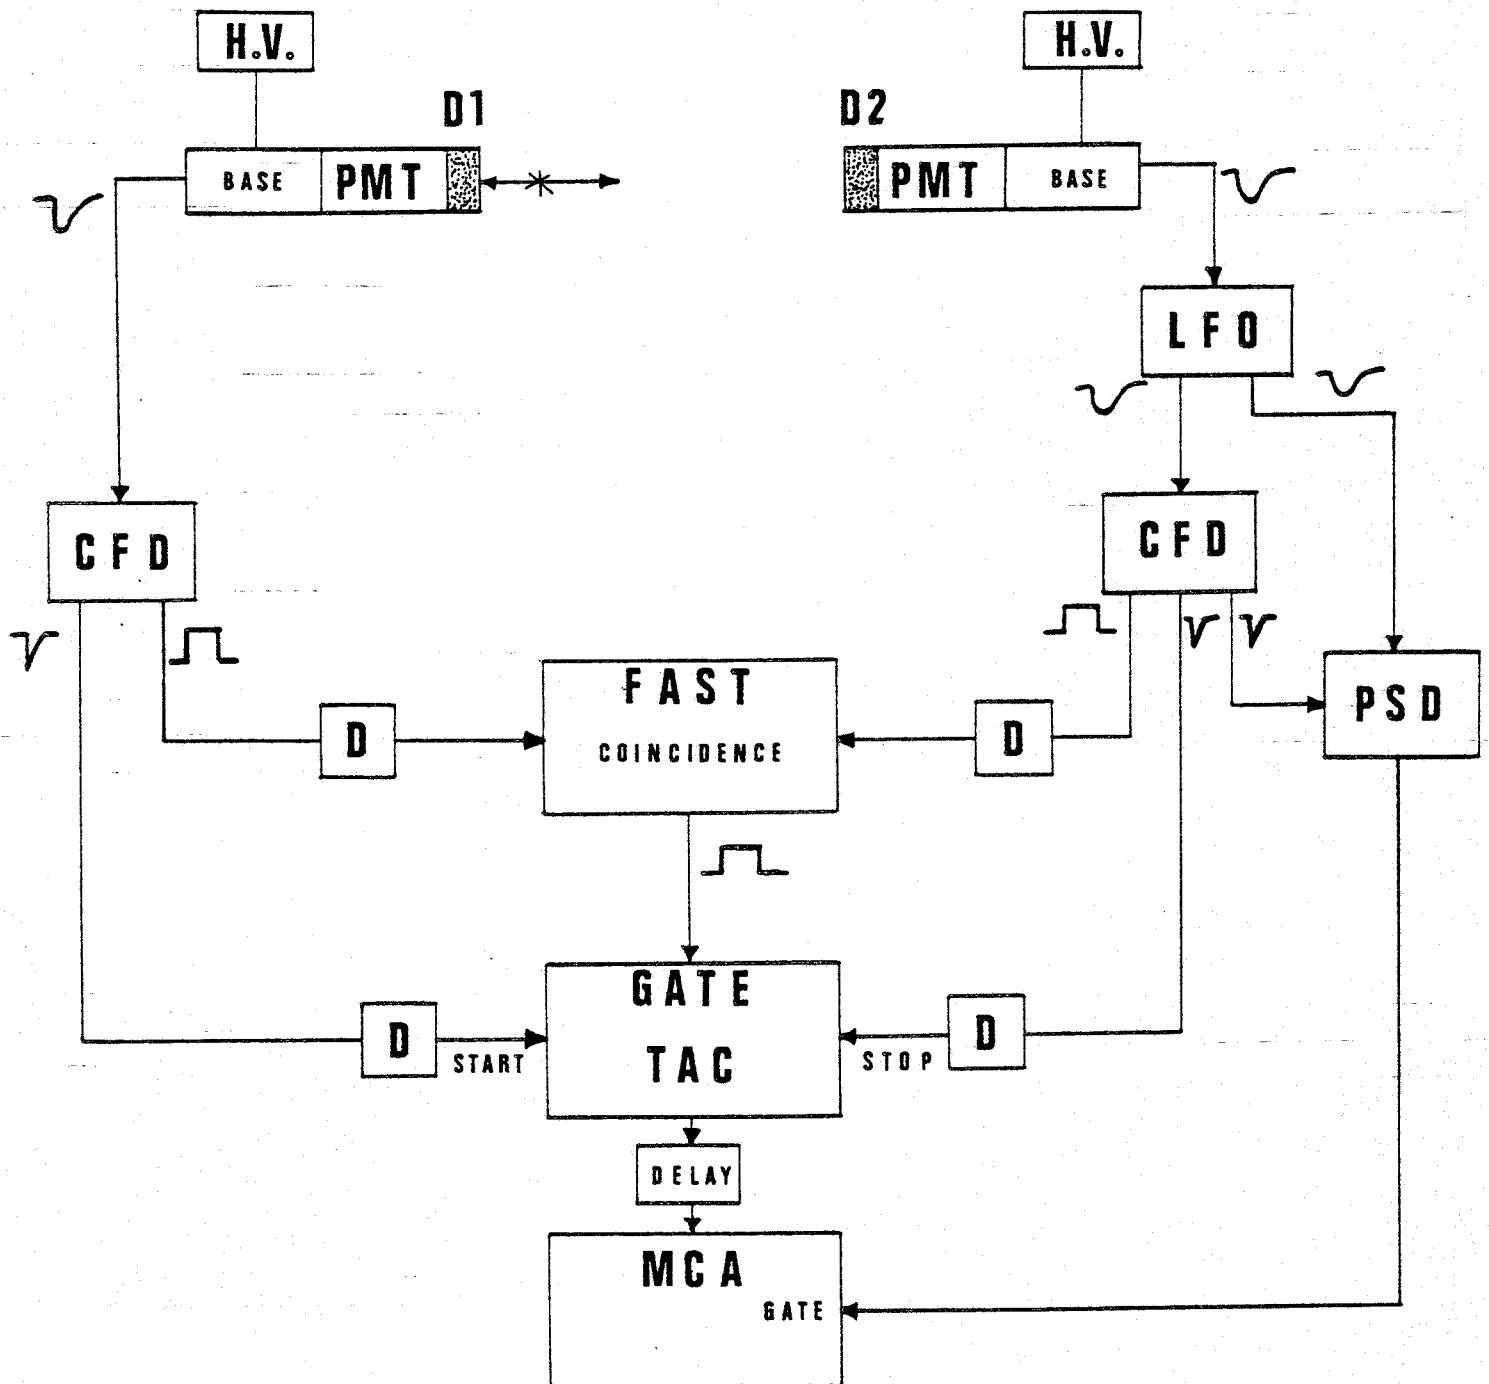 H.V.
H.V.
D1
D2
BASE
PMT
PMT
BASE
LFO
CFD
CFD
FAST
COINCIDENCE
D
D
PSD
GATE
TAC
D
START
STOP
D
DELAY
MCA
GATE